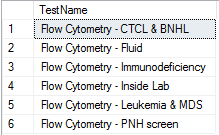 TestName
1 Flow Cytometry - CTCL & BNHL
2 Flow Cytometry - Fluid
3 Flow Cytometry - Immunodeficiency
4 Flow Cytometry - Inside Lab
5 Flow Cytometry - Leukemia & MDS
6 Flow Cytometry - PNH screen